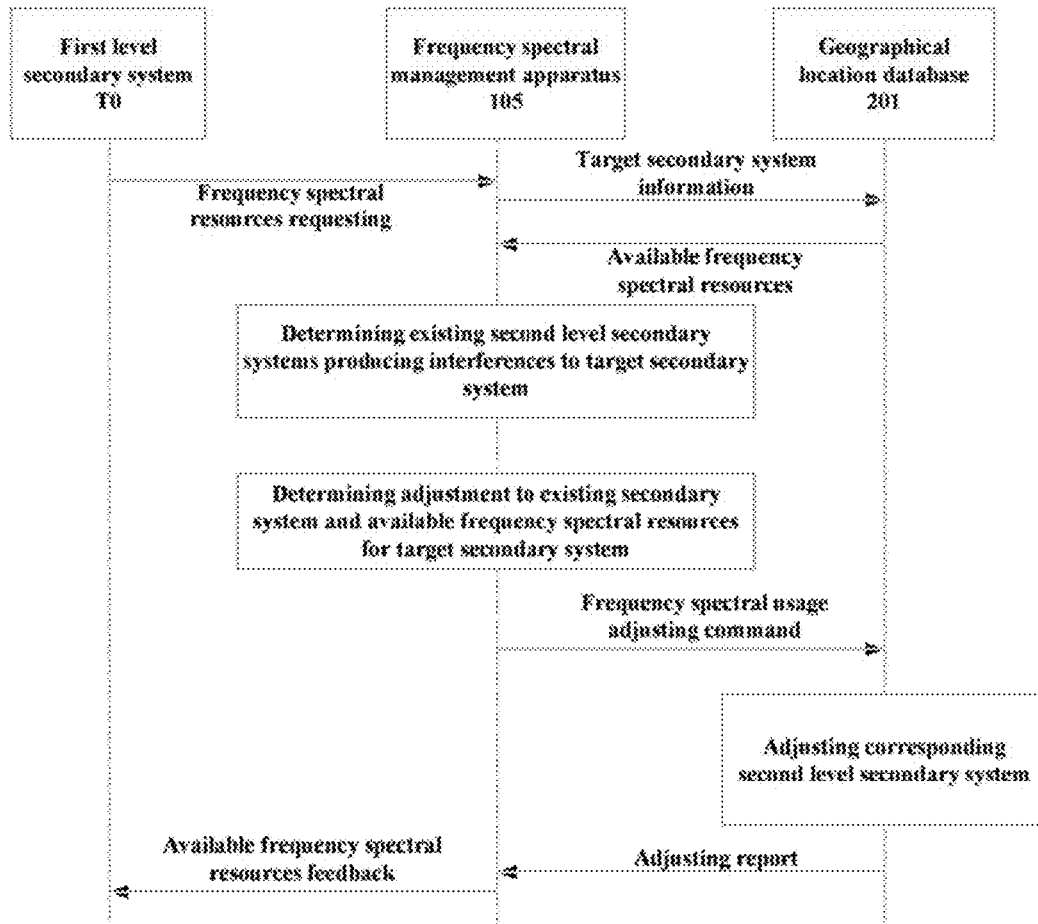 First level
secondary system
T0
Frequency spectral
management apparatus
105
Geographical
location database
201
Frequency spectral
resources requesting
Target secondary system
information
Available frequency
spectral resources
Determining existing second level secondary
systems producing interferences to target secondary
system
Determining adjustment to existing secondary
system and available frequency spectral resources
for target secondary system
Frequency spectral usage
adjusting command
Adjusting corresponding
second level secondary system
Adjusting report
Available frequency spectral
resources feedback